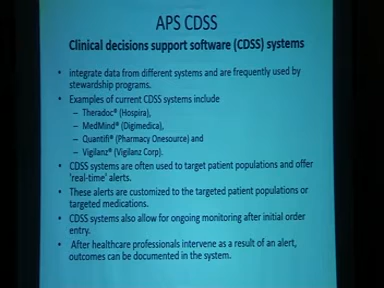 APS CDSS
Clinical decisions support software (CDSS) systems
• integrate data from different systems and are frequently used by
stewardship programs.
• Examples of current CDSS systems include
– Theradoc® (Hospira),
– MedMind® (Digimedica),
– Quantifi® (Pharmacy Onesource) and
– Vigilanz® (Vigilanz Corp).
• CDSS systems are often used to target patient populations and offer
'real-time' alerts.
• These alerts are customized to the targeted patient populations or
targeted medications.
• CDSS systems also allow for ongoing monitoring after initial order
entry.
• After healthcare professionals intervene as a result of an alert,
outcomes can be documented in the system.